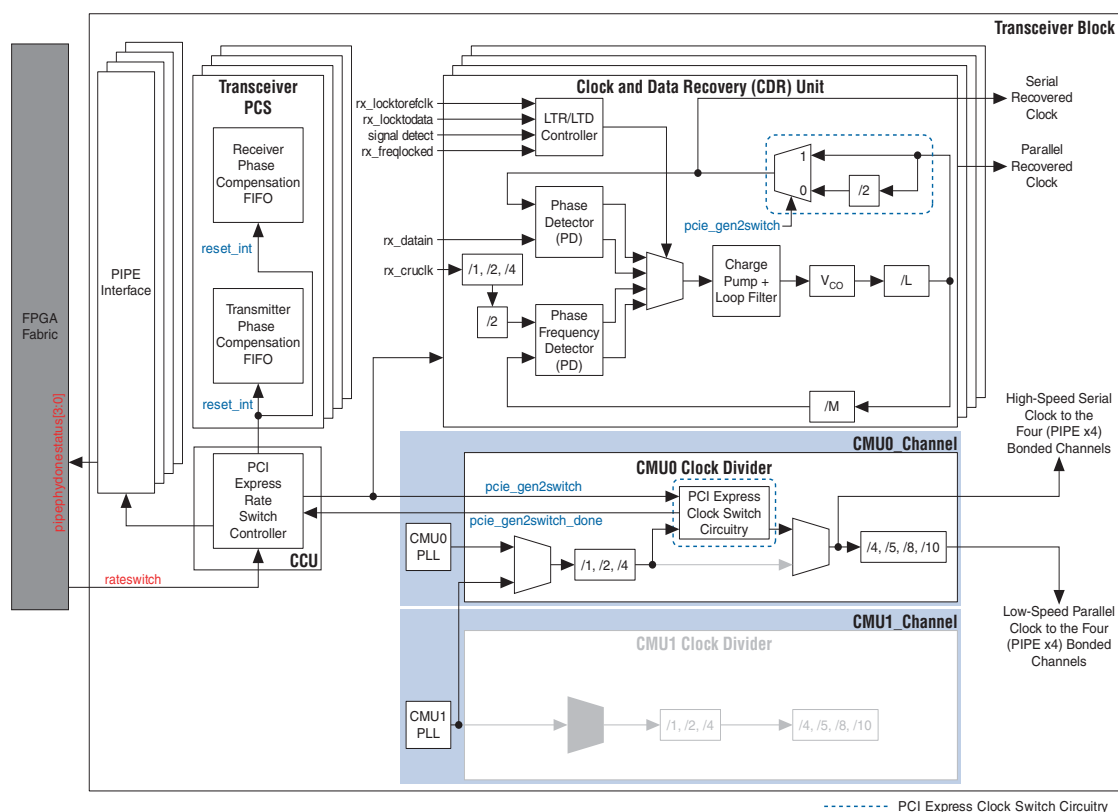 Transceiver Block
Transceiver
PCS
Clock and Data Recovery (CDR) Unit
Serial
Recovered
Clock
rx_locktorefclk
rx_locktodata
signal detect
rx_freqlocked
LTR/LTD
Controller
Parallel
Recovered
Clock
Receiver
Phase
Compensation
FIFO
1
0
/2
pcie_gen2switch
Phase
Detector
(PD)
rx_datain
reset_int
rx_cruclk
/1, /2, /4
Charge
Pump +
Loop Filter
VCO
/L
PIPE
Interface
FPGA
Fabric
Transmitter
Phase
Compensation
FIFO
/2
Phase
Frequency
Detector
(PD)
reset_int
/M
High-Speed Serial
Clock to the
Four (PIPE x4)
Bonded Channels
pipephydonestatus[3:0]
CMU0_Channel
CMU0 Clock Divider
PCI
Express
Rate
Switch
Controller
CCU
pcie_gen2switch
pcie_gen2switch_done
PCI Express
Clock Switch
Circuitry
CMU0
PLL
/1, /2, /4
/4, /5, /8, /10
rateswitch
Low-Speed Parallel
Clock to the Four
(PIPE x4) Bonded
Channels
CMU1_Channel
CMU1 Clock Divider
CMU1
PLL
/1, /2, /4
/4, /5, /8, /10
PCI Express Clock Switch Circuitry